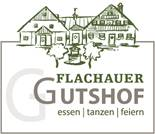 FLACHAUER
GUTSHOF
essen | tanzen | feiern